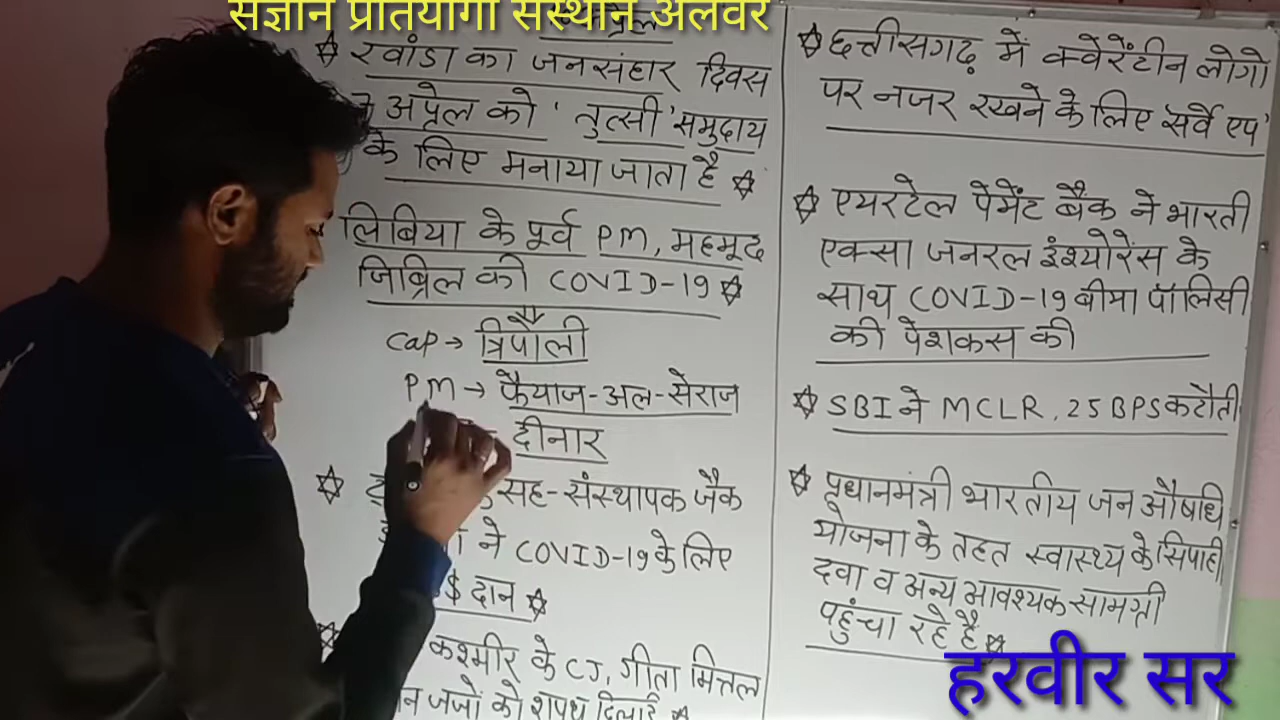 सज्ञान प्रतियोगी संस्थान अलवर
रवांडा का जनसंहार दिवस
7 अप्रेल को 'तुत्सी' समुदाय
के लिए मनाया जाता है
लिबिया के पूर्व PM, महमूद
जिब्रिल की COVID-19
Cap → त्रिपोली
PM → फैयाज-अल-सेराज
दीनार
सह-संस्थापक जैक
ने COVID-19 के लिए
$ दान
कश्मीर के CJ, गीता मित्तल
जजों को शपथ दिलाई
छत्तीसगढ़ में क्वेरेंटीन लोगो
पर नजर रखने के लिए 'सर्वे एप'
एयरटेल पेमेंट बैंक ने भारती
एक्सा जनरल इंश्योरेंस के
साथ COVID-19 बीमा पॉलिसी
की पेशकस की
SBI ने MCLR, 25 BPS कटौती
प्रधानमंत्री भारतीय जन औषधि
योजना के तहत स्वास्थ्य के सिपाही
दवा व अन्य आवश्यक सामग्री
पहुंचा रहे है
हरवीर सर